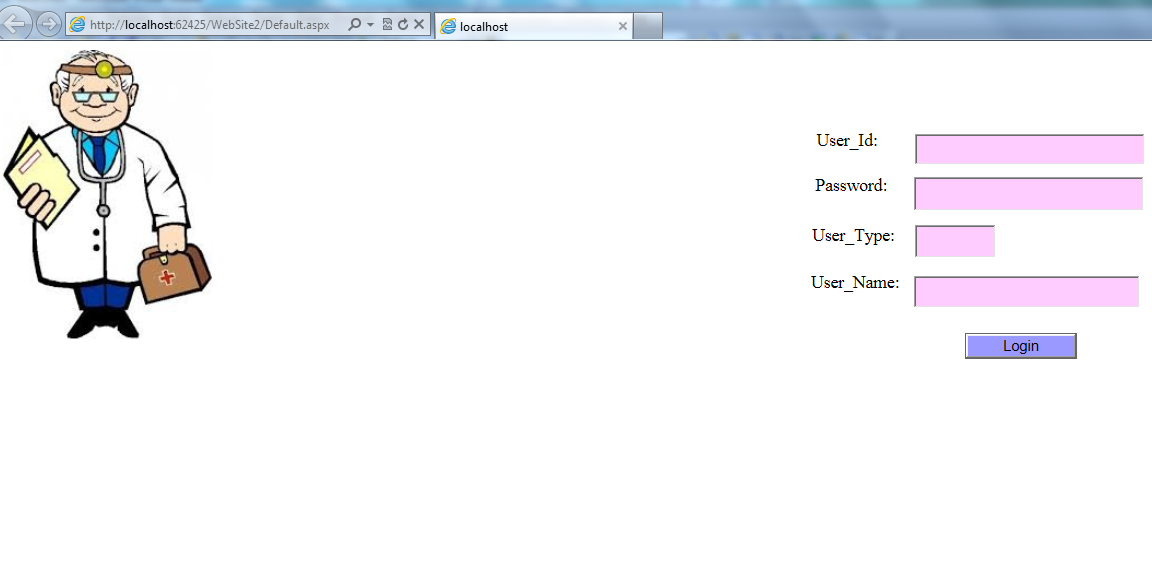 http://localhost:62425/WebSite2/Default.aspx
localhost
User_Id:
Password:
User_Type:
User_Name:
Login